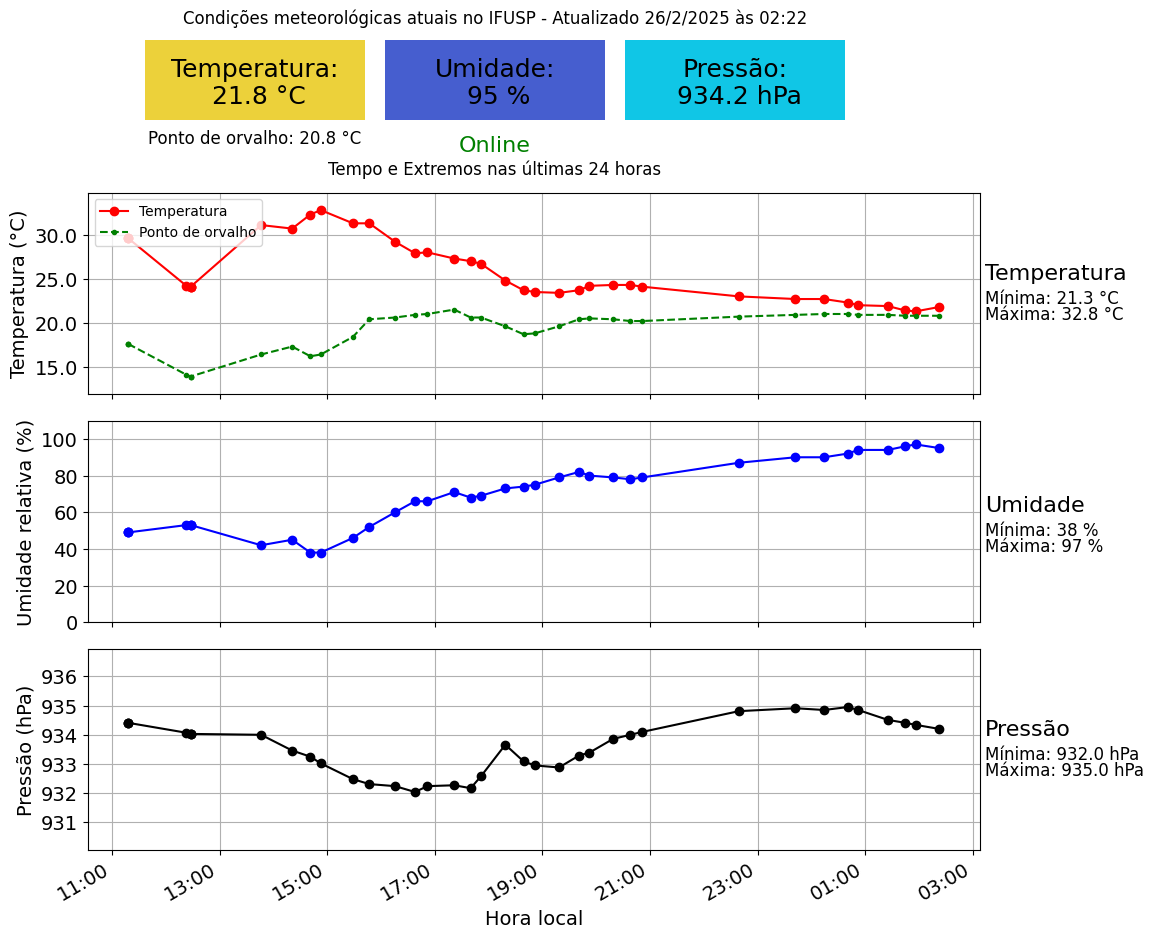 Condições meteorológicas atuais no IFUSP - Atualizado 26/2/2025 às 02:22
Temperatura:
21.8 °C
Umidade:
95 %
Pressão:
934.2 hPa
Ponto de orvalho: 20.8 °C
Online
Tempo e Extremos nas últimas 24 horas
Temperatura (°C)
30.0
25.0
20.0
15.0
Temperatura
Ponto de orvalho
Temperatura
Mínima: 21.3 °C
Máxima: 32.8 °C
Umidade relativa (%)
100
80
60
40
20
0
Umidade
Mínima: 38 %
Máxima: 97 %
Pressão (hPa)
936
935
934
933
932
931
Pressão
Mínima: 932.0 hPa
Máxima: 935.0 hPa
11:00
13:00
15:00
17:00
19:00
21:00
23:00
01:00
03:00
Hora local